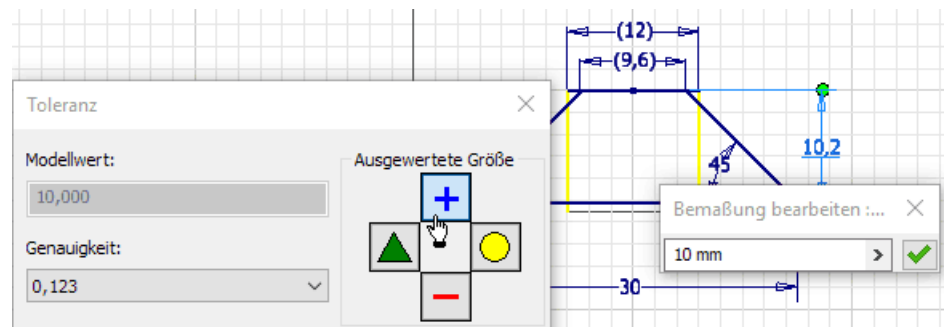 (12)
(9,6)
10,2
45
30
Toleranz
Modellwert:
10,000
Genauigkeit:
0,123
Ausgewertete Größe
Bemaßung bearbeiten :...
10 mm